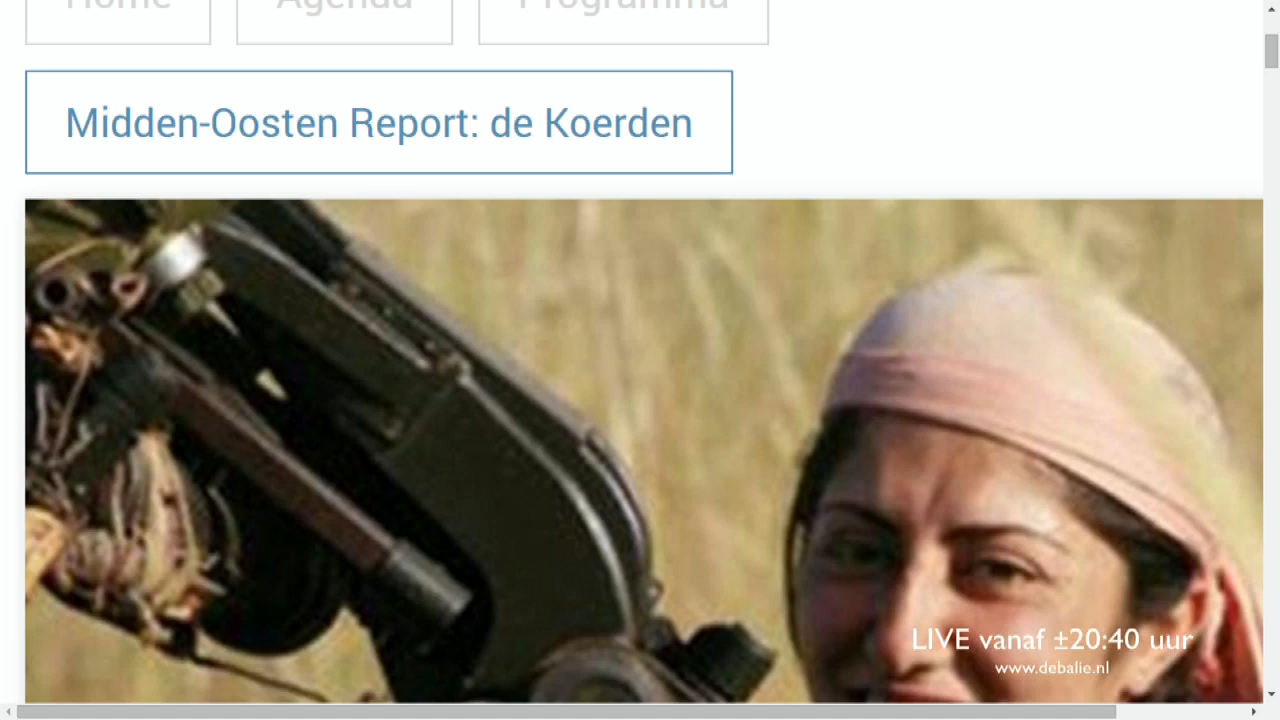 Home Agenda Programma
Midden-Oosten Report: de Koerden
LIVE vanaf ±20:40 uur
www.debalie.nl